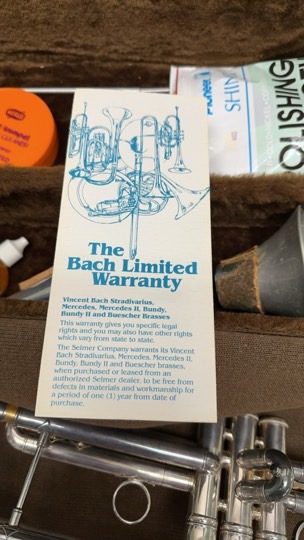 Pioneer
SHIN
POLISHING
trumpet
The
Bach Limited
Warranty
Vincent Bach Stradivarius,
Mercedes, Mercedes II, Bundy,
Bundy II and Buescher Brasses
This warranty gives you specific legal
rights and you may also have other rights
which vary from state to state.
The Selmer Company warrants its Vincent
Bach Stradivarius, Mercedes, Mercedes II,
Bundy, Bundy II and Buescher brasses,
when purchased or leased from an
authorized Selmer dealer, to be free from
defects in materials and workmanship for
a period of one (1) year from date of
purchase.